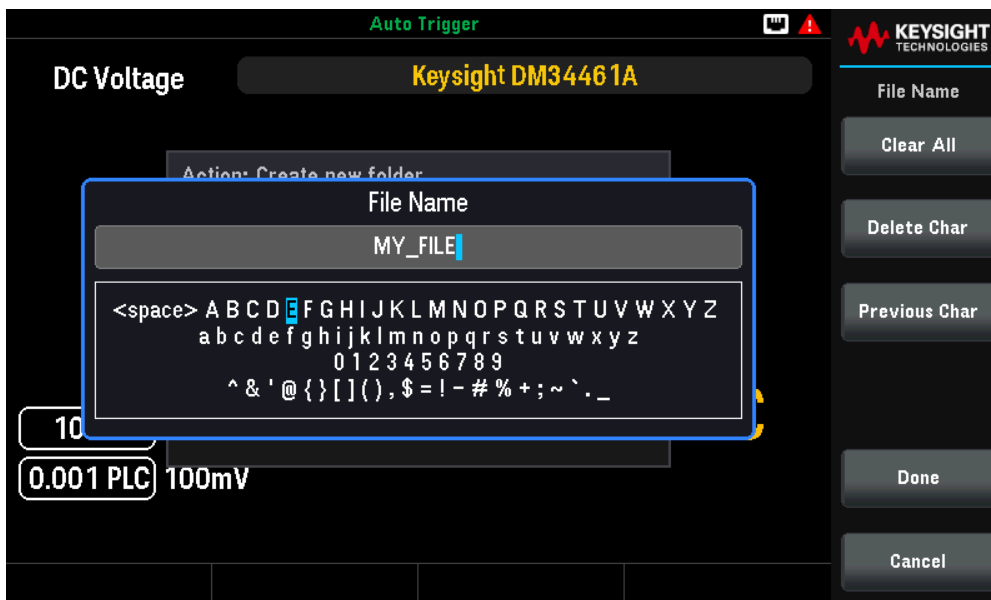 Auto Trigger
KEYSIGHT
TECHNOLOGIES
DC Voltage
Keysight DM34461A
File Name
Clear All
Action: Create new folder
File Name
MY_FILE
Delete Char
<space> A B C D E F G H I J K L M N O P Q R S T U V W X Y Z
a b c d e f g h i j k l m n o p q r s t u v w x y z
0 1 2 3 4 5 6 7 8 9
^ & ' @ { } [ ] ( ) , $ = ! - # % + ; ~ ` . _
Previous Char
10
0.001 PLC 100mV
Done
Cancel